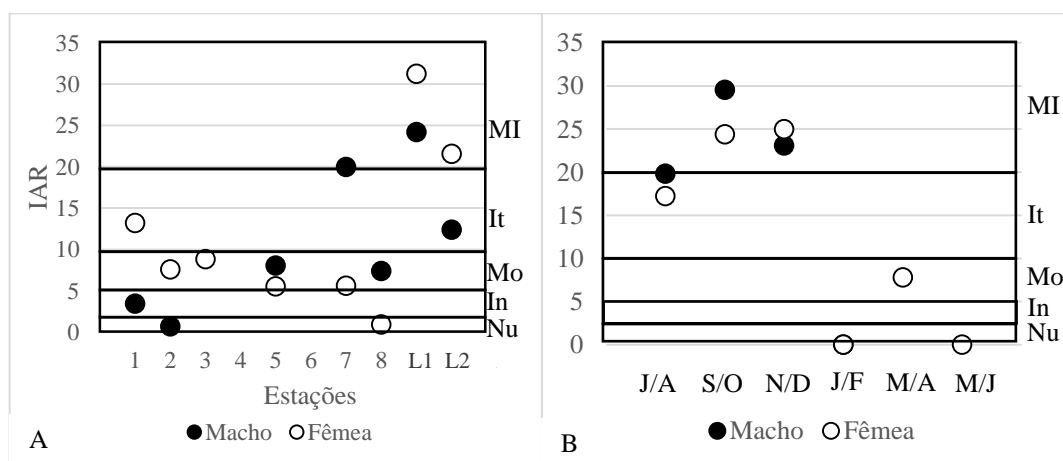 35
30
25
20
15
10
5
0
IAR
MI
It
Mo
In
Nu
1 2 3 4 5 6 7 8 L1 L2
Estações
A
Macho Fêmea
35
30
25
20
15
10
5
0
MI
It
Mo
In
Nu
J/A S/O N/D J/F M/A M/J
Macho Fêmea
B